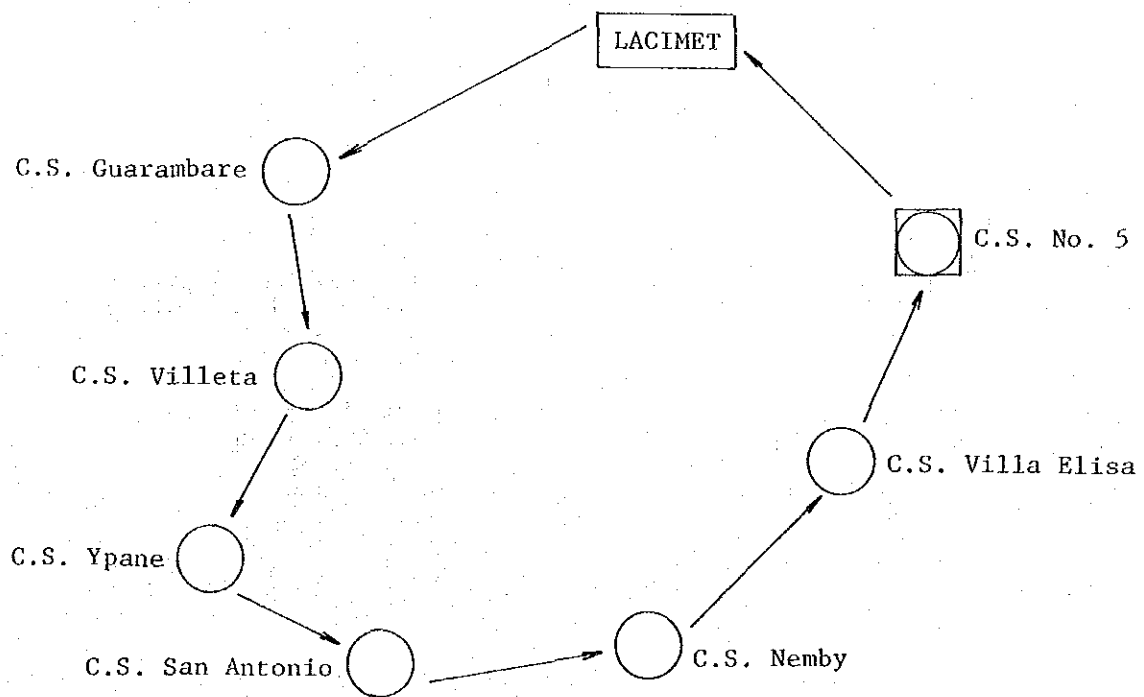 LACIMET
C.S. Guarambare
C.S. No. 5
C.S. Villeta
C.S. Villa Elisa
C.S. Ypane
C.S. San Antonio
C.S. Nemby